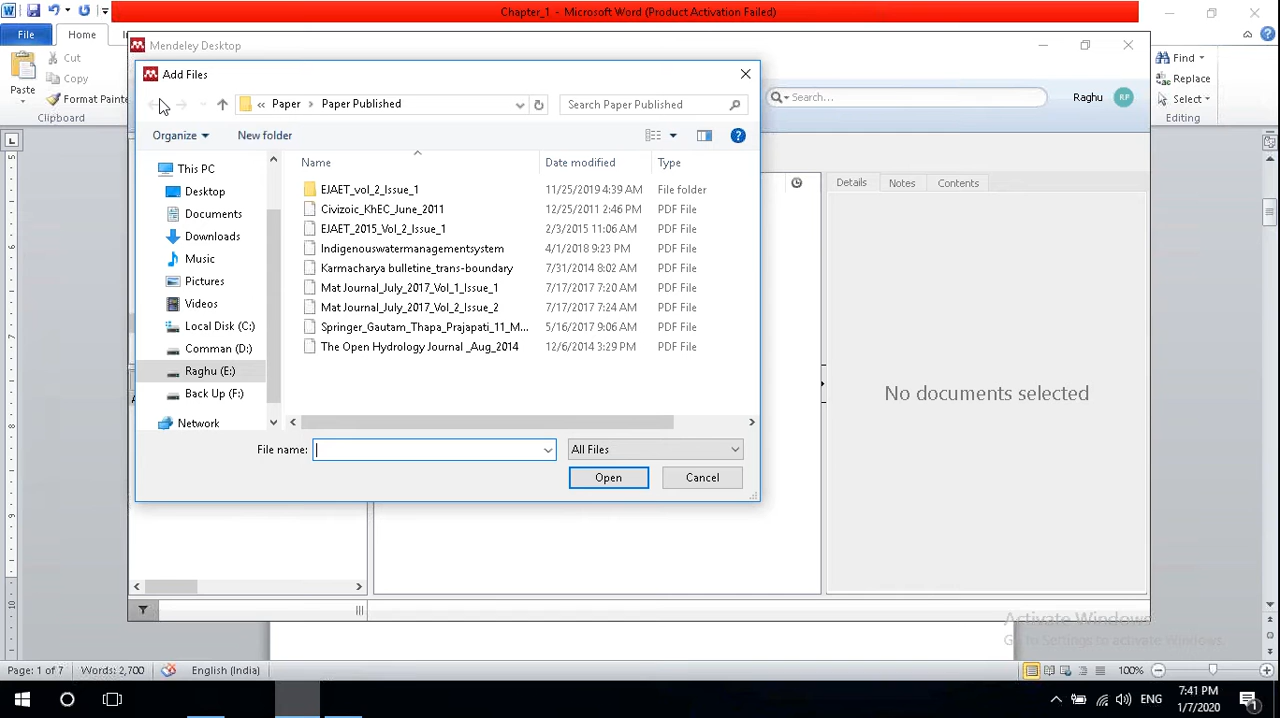 Chapter_1 - Microsoft Word (Product Activation Failed)
File
Home
Mendeley Desktop
Cut
Copy
Format Painte
Paste
Clipboard
Find
Replace
Select
Editing
Add Files
Paper
Paper Published
Search Paper Published
Search...
Raghu
RP
Organize
New folder
This PC
Desktop
Documents
Downloads
Music
Pictures
Videos
Local Disk (C:)
Comman (D:)
Raghu (E:)
Back Up (F:)
Network
Name Date modified Type
EJAET_vol_2_Issue_1 11/25/2019 4:39 AM File folder
Civizoic_KhEC_June_2011 12/25/2011 2:46 PM PDF File
EJAET_2015_Vol_2_Issue_1 2/3/2015 11:06 AM PDF File
Indigenouswatermanagementsystem 4/1/2018 9:23 PM PDF File
Karmacharya bulletine_trans-boundary 7/31/2014 8:02 AM PDF File
Mat Journal_July_2017_Vol_1_Issue_1 7/17/2017 7:20 AM PDF File
Mat Journal_July_2017_Vol_2_Issue_2 7/17/2017 7:24 AM PDF File
Springer_Gautam_Thapa_Prajapati_11_M... 5/16/2017 9:06 AM PDF File
The Open Hydrology Journal _Aug_2014 12/6/2014 3:29 PM PDF File
File name:
All Files
Open
Cancel
Details
Notes
Contents
No documents selected
Activate Windows
Go to Settings to activate Windows.
Page: 1 of 7
Words: 2,700
English (India)
100%
ENG
7:41 PM
1/7/2020